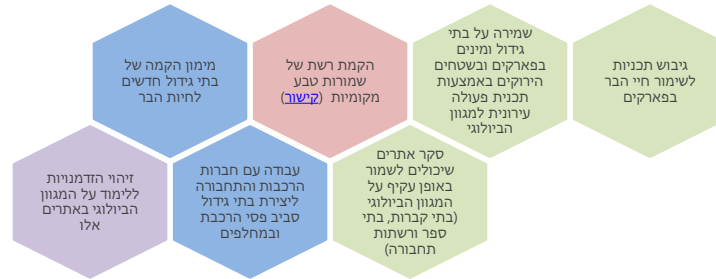 גיבוש תכניות
לשימור חיי הבר
בפארקים
שמירה על בתי
גידול ומינים
בפארקים ובשטחים
הירוקים באמצעות
תכנית פעולה
עירונית למגוון
הביולוגי
הקמת רשת של
שמורות טבע
מקומיות (קישור)
מימון הקמה של
בתי גידול חדשים
לחיות הבר
סקר אתרים
שיכולים לשמור
באופן עקיף על
המגוון הביולוגי
(בתי קברות, בתי
ספר ורשתות
תחבורה)
עבודה עם חברות
הרכבות והתחבורה
ליצירת בתי גידול
סביב פסי הרכבת
ובמחלפים
זיהוי הזדמנויות
ללימוד על המגוון
הביולוגי באתרים
אלו